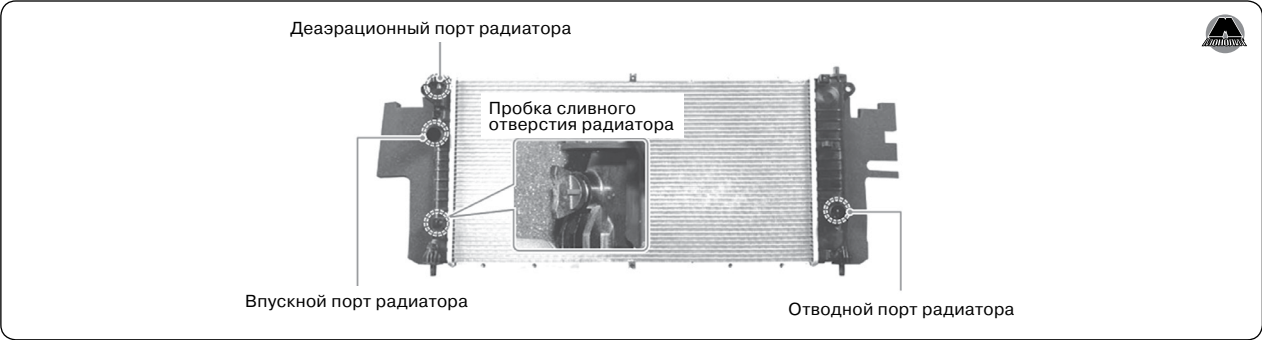 Деаэрационный порт радиатора
Пробка сливного
отверстия радиатора
Впускной порт радиатора
Отводной порт радиатора